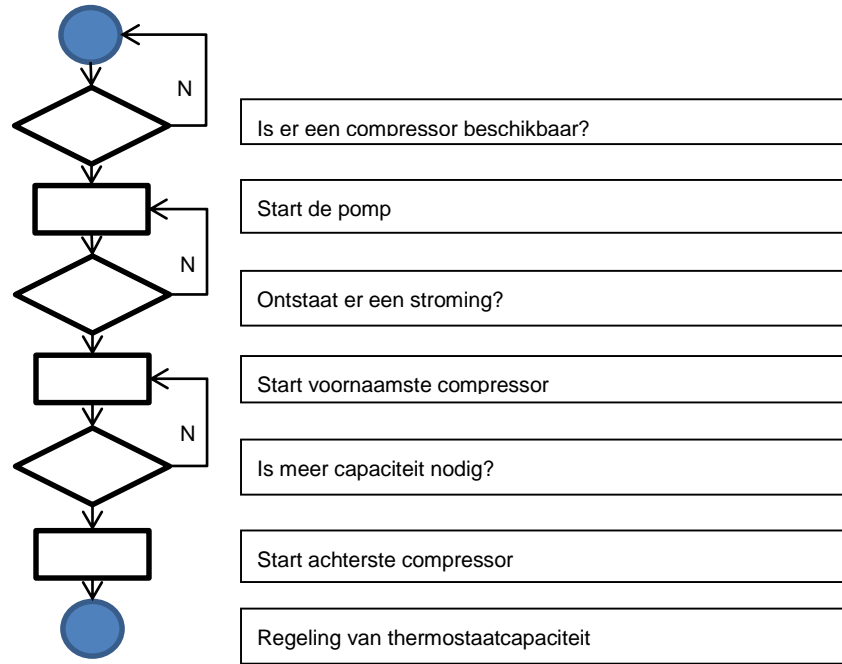 N
Is er een compressor beschikbaar?
Start de pomp
N
Ontstaat er een stroming?
Start voornaamste compressor
N
Is meer capaciteit nodig?
Start achterste compressor
Regeling van thermostaatcapaciteit